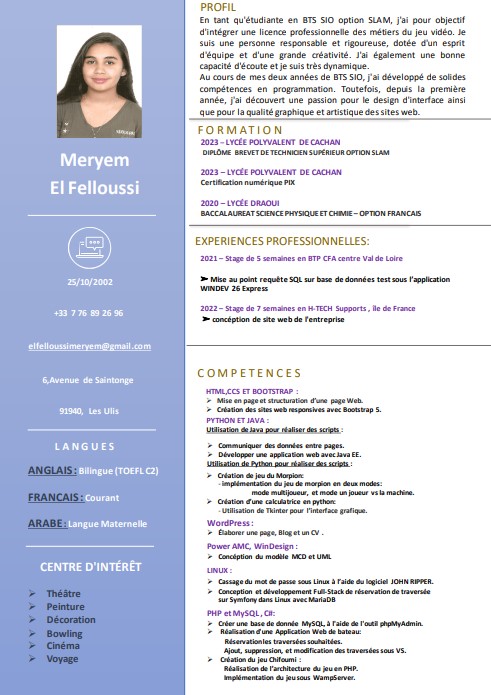 Meryem
El Felloussi
25/10/2002
+33 7 76 89 26 96
elfelloussimeryem@gmail.com
6,Avenue de Saintonge
91940, Les Ulis
LANGUES
ANGLAIS : Bilingue (TOEFL C2)
FRANCAIS : Courant
ARABE : Langue Maternelle
CENTRE D'INTÉRÊT
➢ Théâtre
➢ Peinture
➢ Décoration
➢ Bowling
➢ Cinéma
➢ Voyage
PROFIL
En tant qu'étudiante en BTS SIO option SLAM, j'ai pour objectif
d'intégrer une licence professionnelle des métiers du jeu vidéo. Je
suis une personne responsable et rigoureuse, dotée d'un esprit
d'équipe et d'une grande créativité. J'ai également une bonne
capacité d'écoute et je suis très dynamique.
Au cours de mes deux années de BTS SIO, j'ai développé de solides
compétences en programmation. Toutefois, depuis la première
année, j'ai découvert une passion pour le design d'interface ainsi
que pour la qualité graphique et artistique des sites web.
FORMATION
2023 – LYCÉE POLYVALENT DE CACHAN
DIPLÔME BREVET DE TECHNICIEN SUPÉRIEUR OPTION SLAM
2023 – LYCÉE POLYVALENT DE CACHAN
Certification numérique PIX
2020 – LYCÉE DRAOUI
BACCALAUREAT SCIENCE PHYSIQUE ET CHIMIE – OPTION FRANCAIS
EXPERIENCES PROFESSIONNELLES:
2021 – Stage de 5 semaines en BTP CFA centre Val de Loire
➤ Mise au point requête SQL sur base de données test sous l'application
WINDEV 26 Express
2022 – Stage de 7 semaines en H-TECH Supports , île de France
➤ concéption de site web de l'entreprise
COMPETENCES
HTML,CCS ET BOOTSTRAP :
➢ Mise en page et structuration d'une page Web.
➢ Création des sites web responsives avec Bootstrap 5.
PYTHON ET JAVA :
Utilisation de Java pour réaliser des scripts :
➢ Communiquer des données entre pages.
➢ Développer une application web avec Java EE.
Utilisation de Python pour réaliser des scripts :
➢ Création de jeu du Morpion:
- implémentation du jeu de morpion en deux modes:
mode multijoueur, et mode un joueur vs la machine.
➢ Création d'une calculatrice en python:
- Utilisation de Tkinter pour l'interface grafique.
WordPress :
➢ Élaborer une page, Blog et un CV .
Power AMC, WinDesign :
➢ Concéption du modèle MCD et UML
LINUX :
➢ Cassage du mot de passe sous Linux à l'aide du logiciel JOHN RIPPER.
➢ Conception et développement Full-Stack de réservation de traversée
sur Symfony dans Linux avec MariaDB
PHP et MySQL, C#:
➢ Créer une base de donnée MySQL, à l'aide de l'outil phpMyAdmin.
➢ Réalisation d'une Application Web de bateau:
Réservation les traversées souhaitées.
Ajout, suppression, et modification des traversées sous VS.
➢ Création du jeu Chifoumi :
Réalisation de l'architecture du jeu en PHP.
Implémentation du jeu sous WampServer.